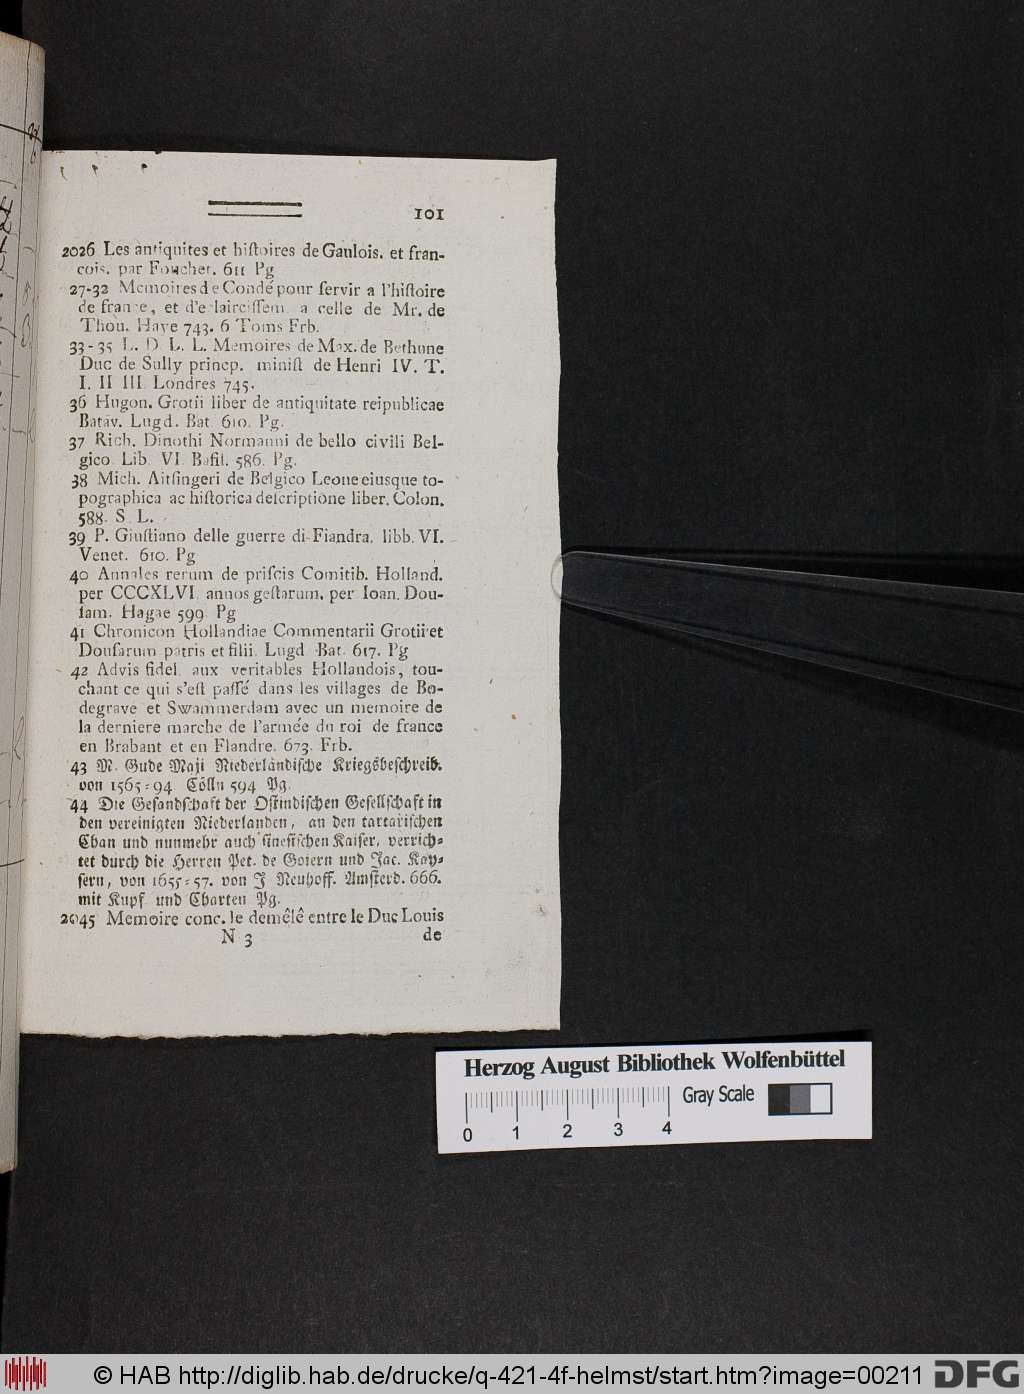 101
2026 Les antiquites et hiſtoires de Gaulois. et fran-
cois. par Fouchet. 611 Pg
27-32 Memoires de Condé pour ſervir a l'hiſtoire
de france, et d'eclairciſſem. a celle de Mr. de
Thou. Haye 743. 6 Toms Frb.
33-35 L. D. L. L. Memoires de Max. de Bethune
Duc de Sully princp. miniſt de Henri IV. T.
I. II III. Londres 745.
36 Hugon. Grotii liber de antiquitate reipublicae
Batav. Lugd. Bat 610. Pg.
37 Rich. Dinothi Normanni de bello civili Bel-
gico. Lib. VI. Baſil. 586. Pg.
38 Mich. Aitſingeri de Belgico Leone eiusque to-
pographica ac hiſtorica deſcriptione liber. Colon.
588. S. L.
39 P. Giuſtiano delle guerre di Fiandra. libb. VI.
Venet. 610. Pg
40 Annales rerum de priſcis Comitib. Holland.
per CCCXLVI. annos geſtarum, per Ioan. Dou-
ſam. Hagae 599 Pg
41 Chronicon Hollandiae Commentarii Grotii et
Douſarum patris et filii. Lugd Bat. 617. Pg
42 Advis fidel. aux veritables Hollandois, tou-
chant ce qui s'eſt paſſé dans les villages de Bo-
degrave et Swammerdam avec un memoire de
la derniere marche de l'armée du roi de france
en Brabant et en Flandre. 673. Frb.
43 M. Gude Maji Niederländiſche Kriegsbeſchreib.
von 1565-94 Cölln 594 Pg.
44 Die Geſandſchaft der Oſtindiſchen Geſellſchaft in
den vereinigten Niederlanden, an den tartariſchen
Chan und nunmehr auch ſineſiſchen Kaiſer, verrich-
tet durch die Herren Pet. de Goiern und Jac. Kay-
ſern, von 1655-57. von J Neuhoff. Amſterd. 666.
mit Kupf und Charten Pg.
2045 Memoire conc. le demêlê entre le Duc Louis
N 3 de
Herzog August Bibliothek Wolfenbüttel
Gray Scale
0 1 2 3 4
© HAB http://diglib.hab.de/drucke/q-421-4f-helmst/start.htm?image=00211 DFG